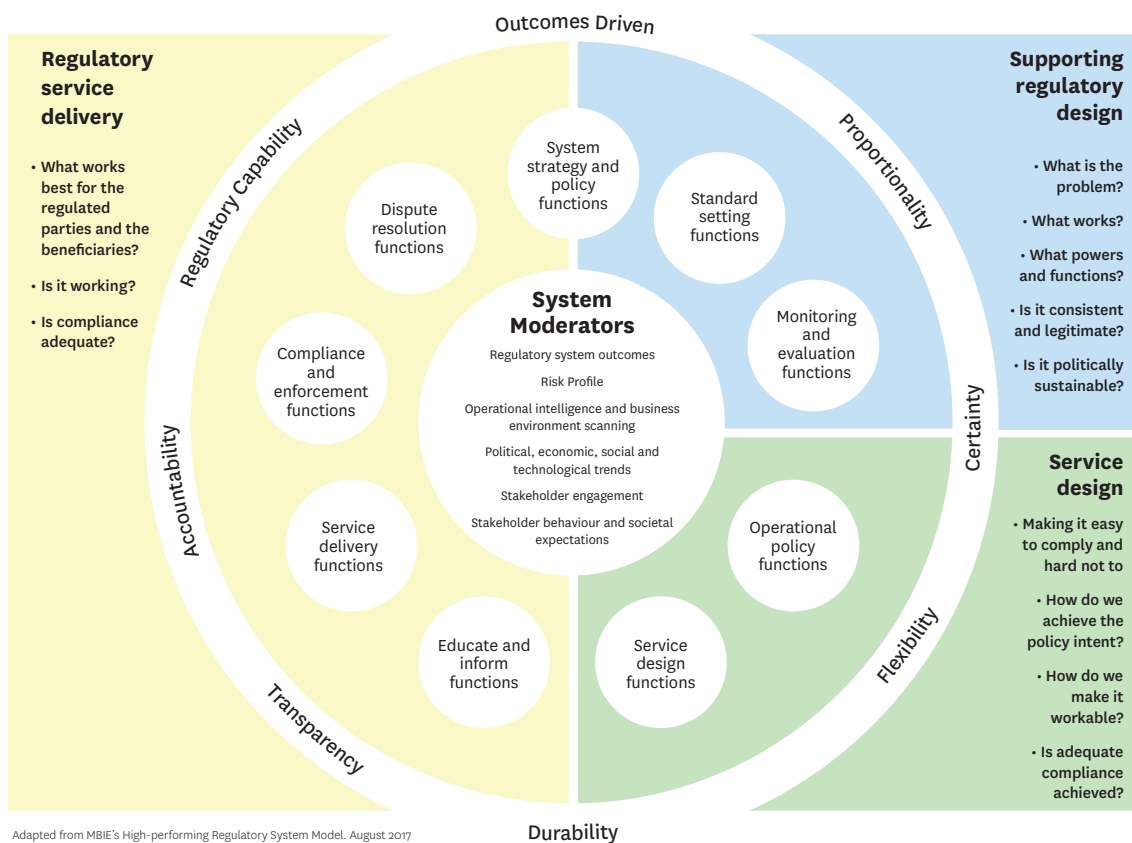 Outcomes Driven
Regulatory
service
delivery
• What works
best for the
regulated
parties and the
beneficiaries?
• Is it working?
• Is compliance
adequate?
Supporting
regulatory
design
• What is the
problem?
• What works?
• What powers
and functions?
• Is it consistent
and legitimate?
• Is it politically
sustainable?
Service
design
• Making it easy
to comply and
hard not to
• How do we
achieve the
policy intent?
• How do we
make it
workable?
• Is adequate
compliance
achieved?
Regulatory Capability
Proportionality
Accountability
Certainty
Transparency
Flexibility
Durability
System
strategy and
policy
functions
Standard
setting
functions
Monitoring
and
evaluation
functions
Operational
policy
functions
Service
design
functions
Educate and
inform
functions
Service
delivery
functions
Compliance
and
enforcement
functions
Dispute
resolution
functions
System
Moderators
Regulatory system outcomes
Risk Profile
Operational intelligence and business
environment scanning
Political, economic, social and
technological trends
Stakeholder engagement
Stakeholder behaviour and societal
expectations
Adapted from MBIE's High-performing Regulatory System Model. August 2017